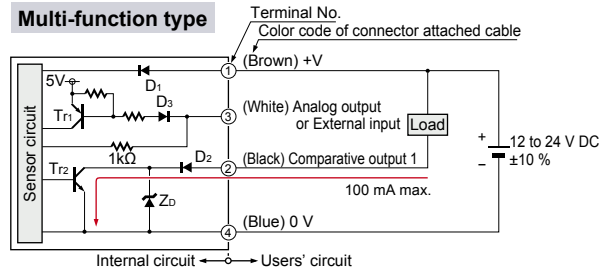 Multi-function type
Terminal No.
Color code of connector attached cable
Sensor circuit
5V
D1
1
(Brown) +V
Tr1
D3
3
(White) Analog output
or External input
Load
1kΩ
+
12 to 24 V DC
−
±10 %
Tr2
D2
2
(Black) Comparative output 1
100 mA max.
ZD
4
(Blue) 0 V
Internal circuit
Users' circuit